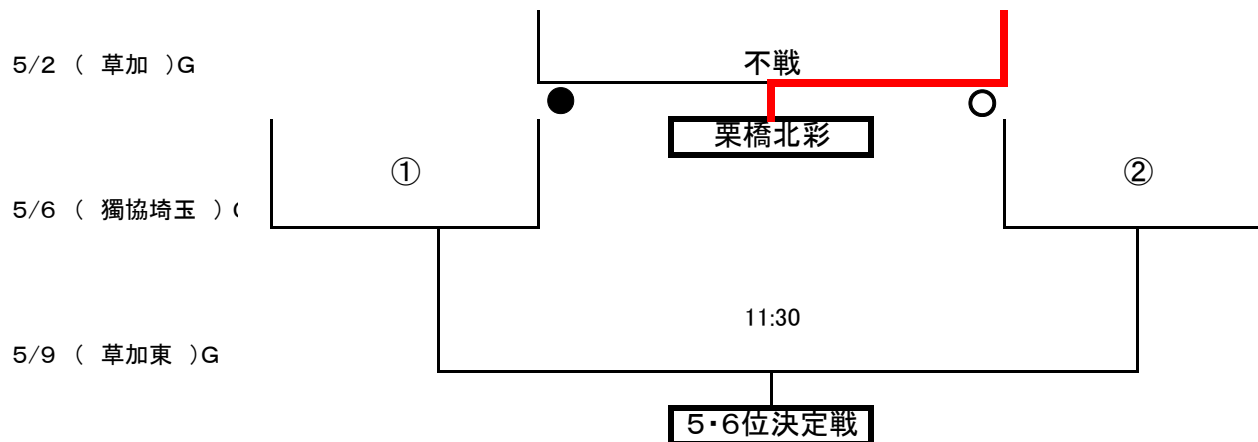 5/2 ( 草加 )G
不戦
● ○
栗橋北彩
① ②
5/6 ( 獨協埼玉 )
11:30
5/9 ( 草加東 )G
5・6位決定戦